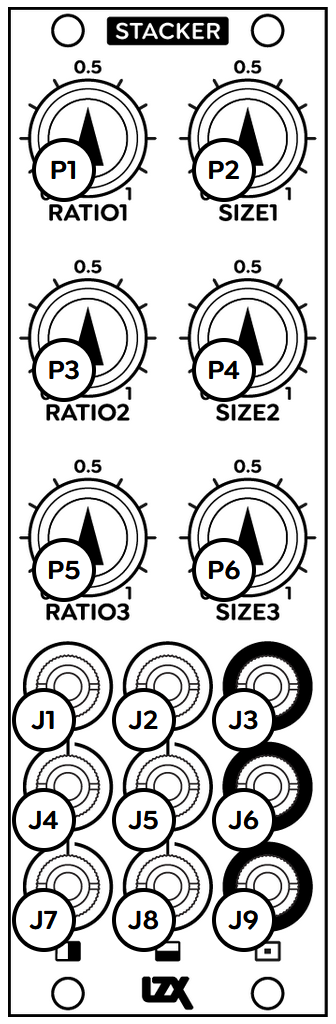 STACKER
0.5 0.5
P1 P2
1 1
RATIO1 SIZE1
0.5 0.5
P3 P4
1 1
RATIO2 SIZE2
0.5 0.5
P5 P6
1 1
RATIO3 SIZE3
J1 J2 J3
J4 J5 J6
J7 J8 J9
LZX